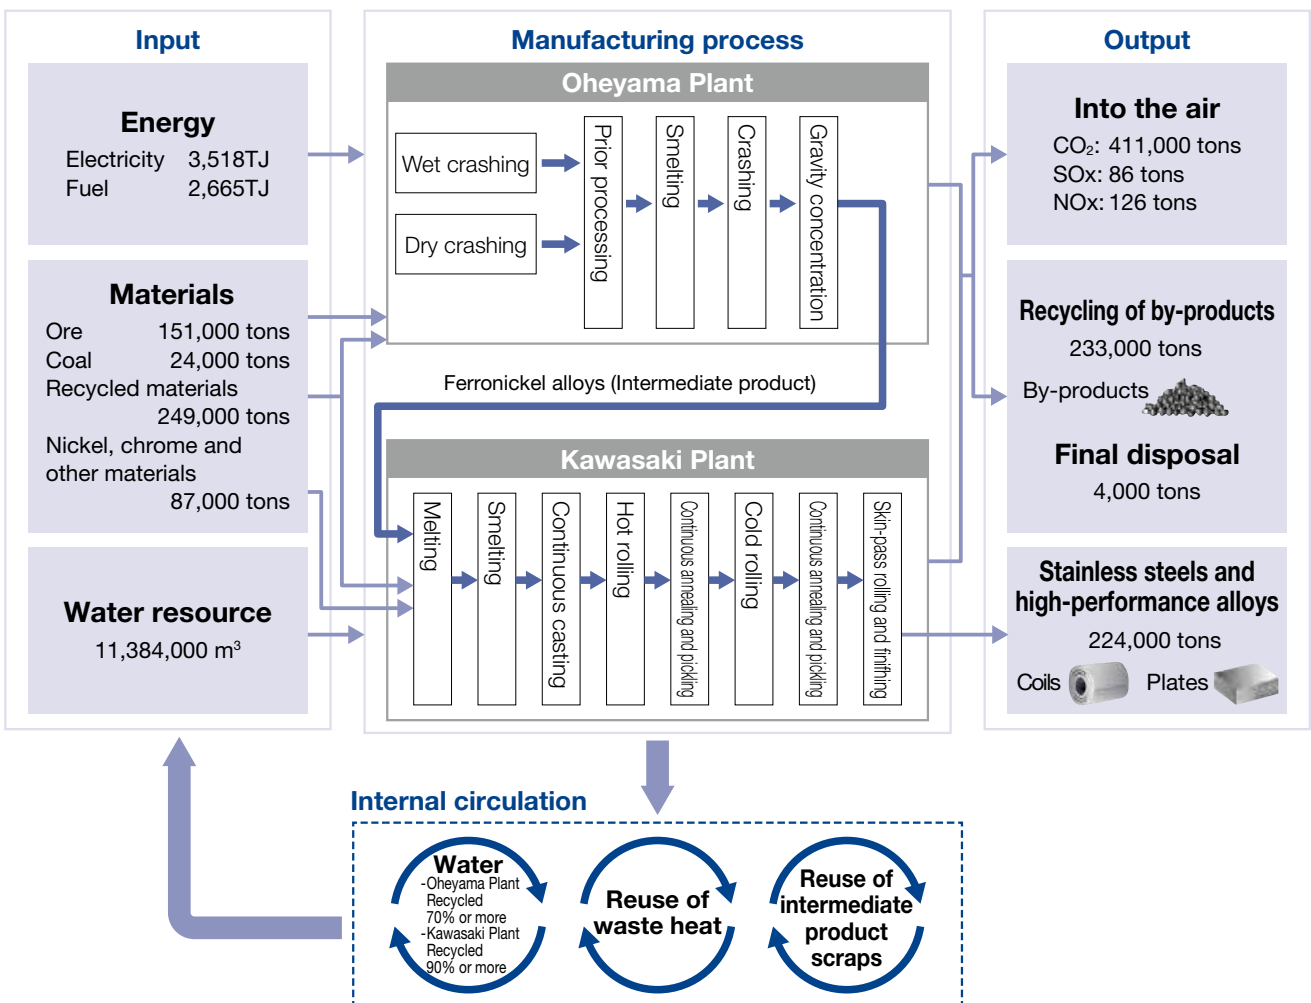 Input
Energy
Electricity 3,518TJ
Fuel 2,665TJ
Materials
Ore 151,000 tons
Coal 24,000 tons
Recycled materials
249,000 tons
Nickel, chrome and
other materials
87,000 tons
Water resource
11,384,000 m³
Manufacturing process
Oheyama Plant
Wet crashing
Dry crashing
Prior processing
Smelting
Crashing
Gravity concentration
Ferronickel alloys (Intermediate product)
Kawasaki Plant
Melting
Smelting
Continuous casting
Hot rolling
Continuous annealing and pickling
Cold rolling
Continuous annealing and pickling
Skin-pass rolling and finifhing
Output
Into the air
CO₂: 411,000 tons
SOx: 86 tons
NOx: 126 tons
Recycling of by-products
233,000 tons
By-products
Final disposal
4,000 tons
Stainless steels and
high-performance alloys
224,000 tons
Coils Plates
Internal circulation
Water
-Oheyama Plant
Recycled
70% or more
-Kawasaki Plant
Recycled
90% or more
Reuse of
waste heat
Reuse of
intermediate
product
scraps